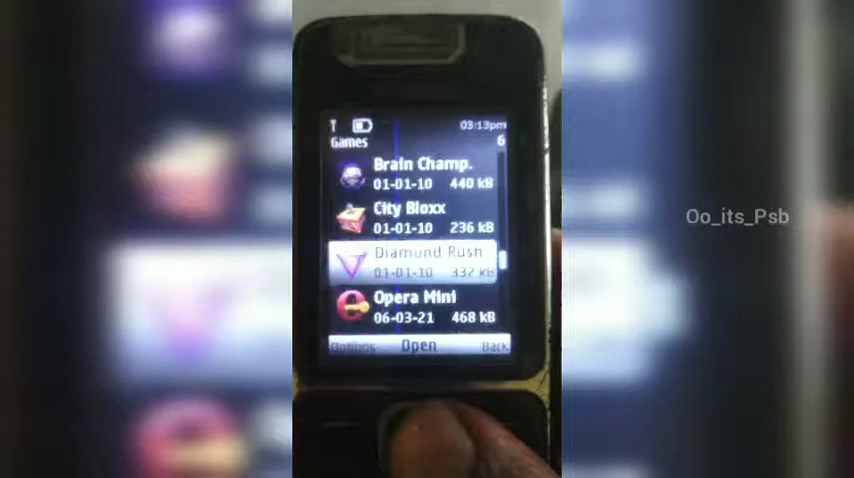 03:13pm
Games 6
Brain Champ.
01-01-10 440 kB
City Bloxx
01-01-10 236 kB
Diamond Rush
01-01-10 332 kB
Opera Mini
06-03-21 468 kB
Options Open Back
Oo_its_Psb